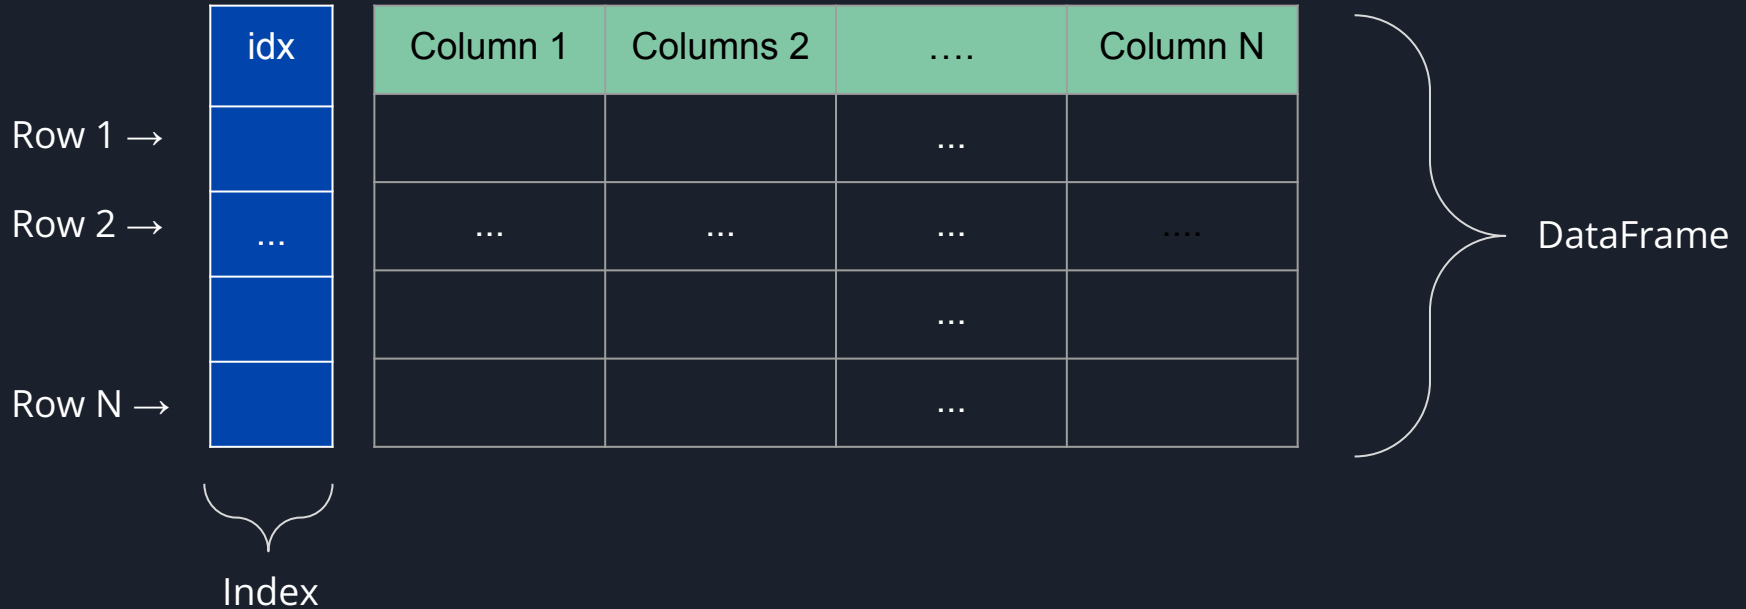 idx
Column 1
Columns 2
....
Column N
Row 1 →
...
Row 2 →
...
...
...
...
....
DataFrame
...
Row N →
...
Index